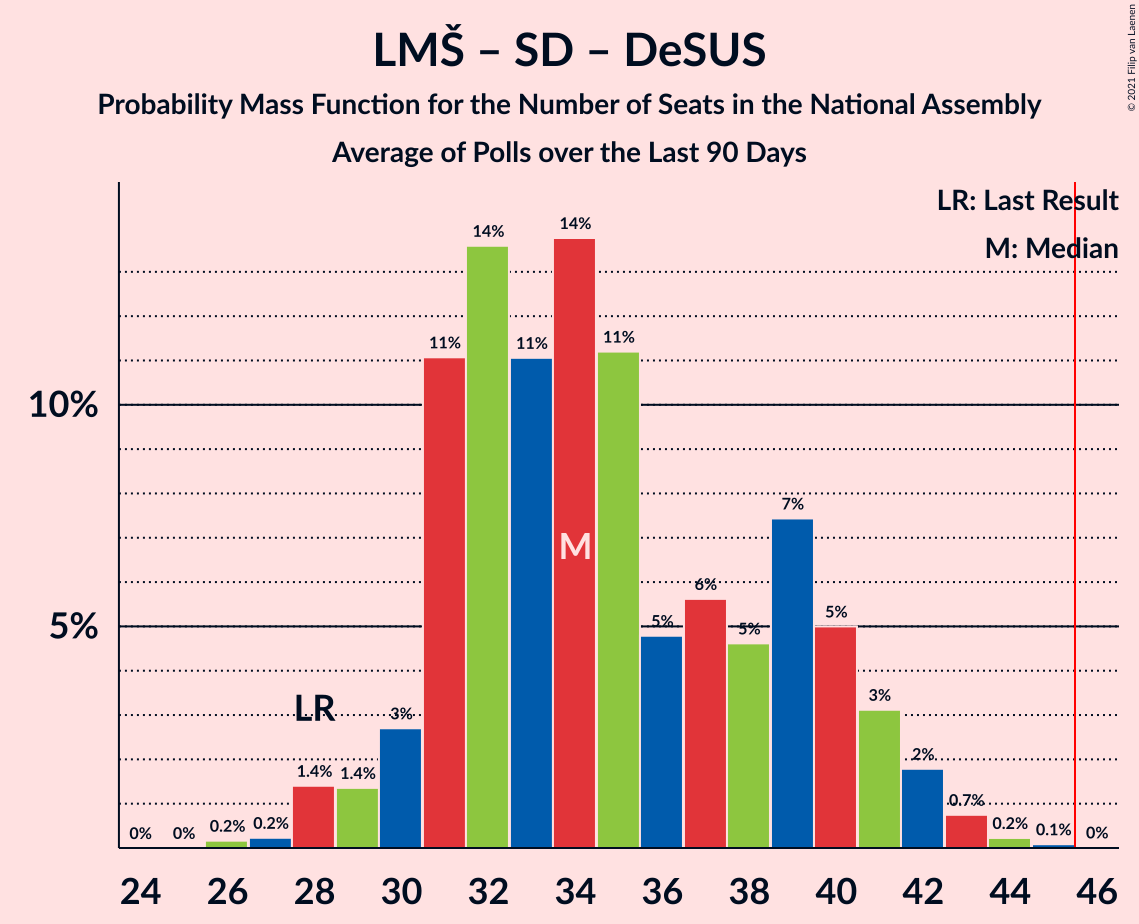 LMŠ – SD – DeSUS
Probability Mass Function for the Number of Seats in the National Assembly
Average of Polls over the Last 90 Days
© 2021 Filip van Laenen
LR: Last Result
M: Median
10%
5%
0% 0% 0.2% 0.2% 1.4% 1.4% 3% 11% 14% 11% 14% 11% 5% 6% 5% 7% 5% 3% 2% 0.7% 0.2% 0.1% 0%
LR
M
24 26 28 30 32 34 36 38 40 42 44 46